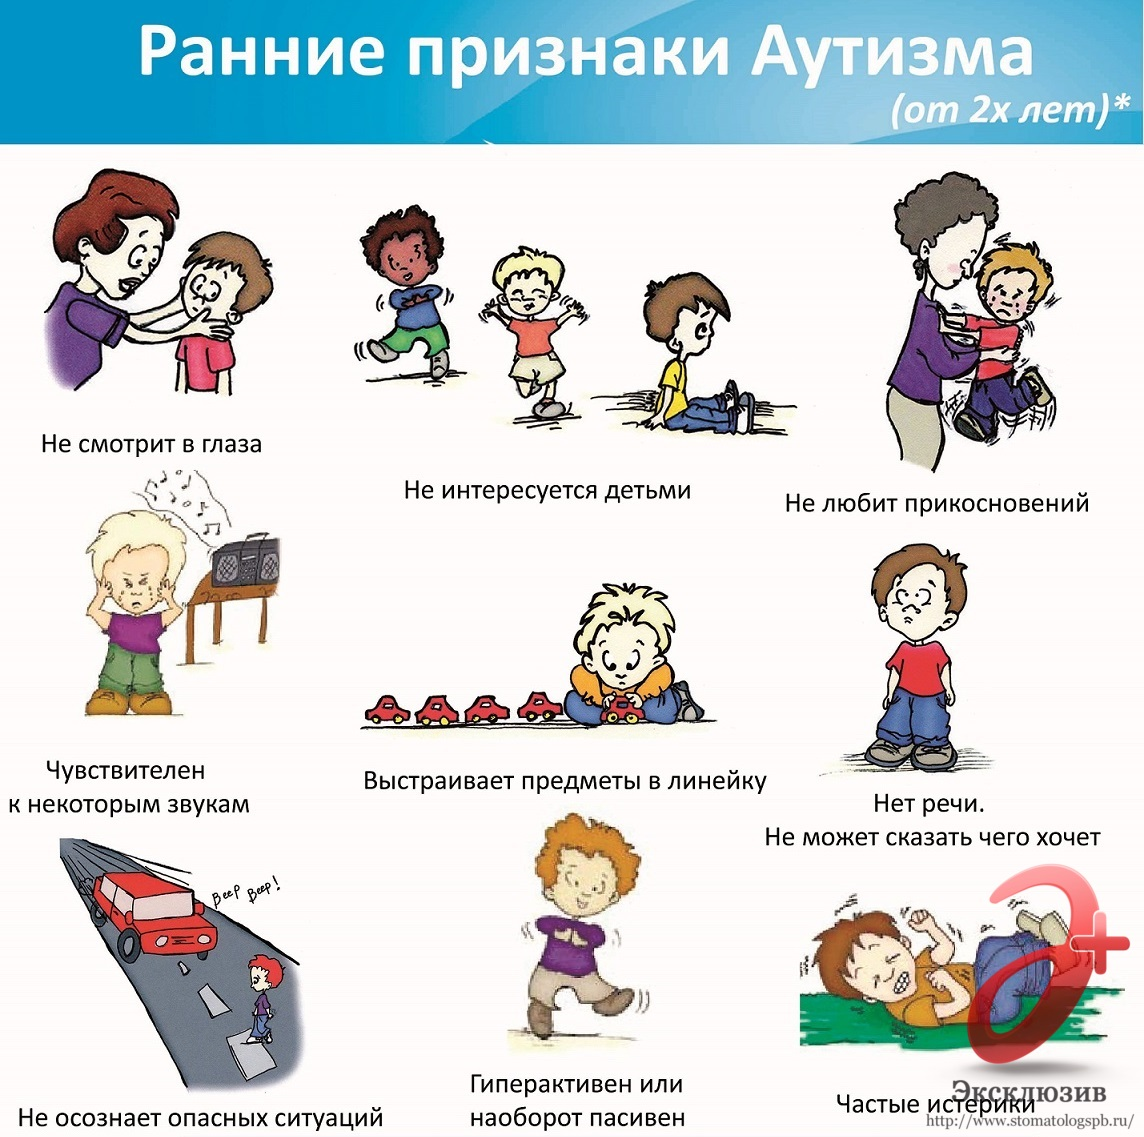 Ранние признаки Аутизма
(от 2х лет)*
Не смотрит в глаза
Не интересуется детьми
Не любит прикосновений
Чувствителен
к некоторым звукам
Выстраивает предметы в линейку
Нет речи.
Не может сказать чего хочет
Beep Beep!
Не осознает опасных ситуаций
Гиперактивен или
наоборот пасивен
Частые истерики
Эксклюзив
http://www.stomatologspb.ru/